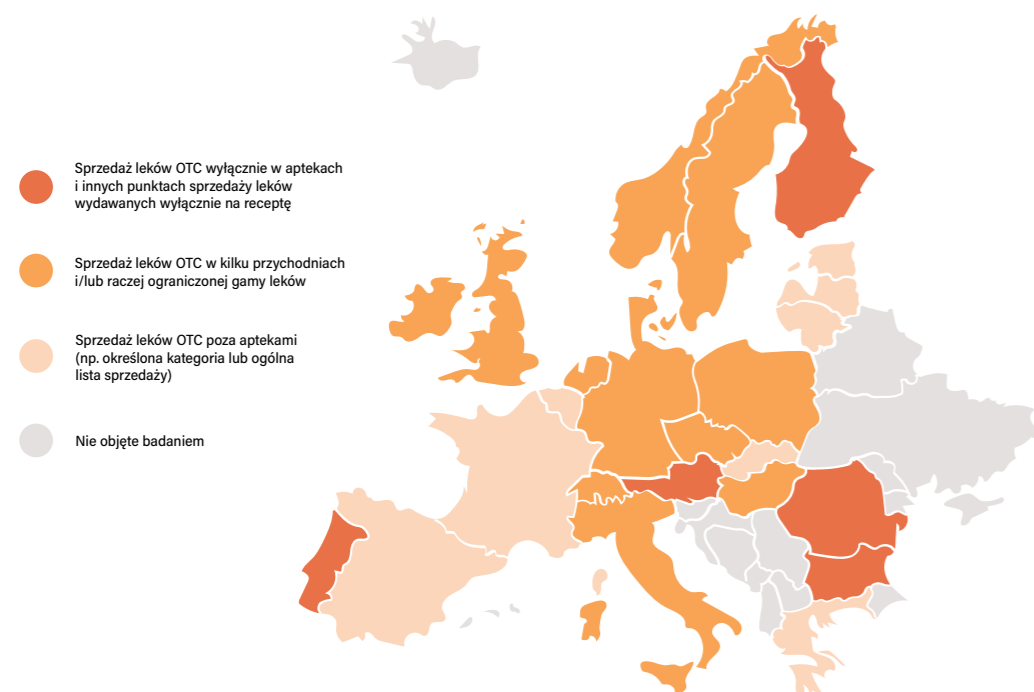 Sprzedaż leków OTC wyłącznie w aptekach
i innych punktach sprzedaży leków
wydawanych wyłącznie na receptę
Sprzedaż leków OTC w kilku przychodniach
i/lub raczej ograniczonej gamy leków
Sprzedaż leków OTC poza aptekami
(np. określona kategoria lub ogólna
lista sprzedaży)
Nie objęte badaniem